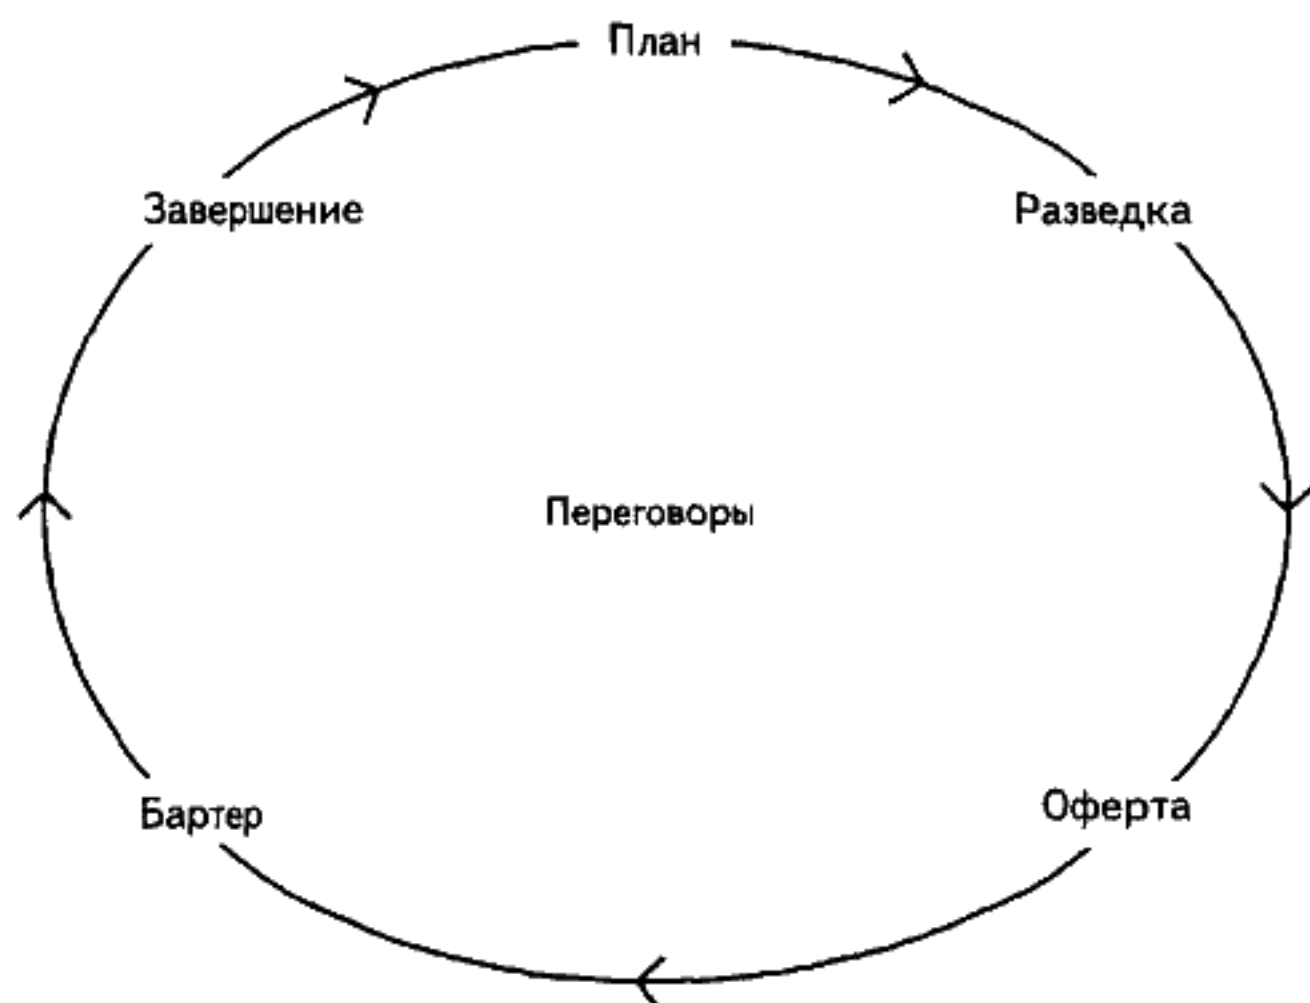 План
Завершение
Разведка
Переговоры
Бартер
Оферта